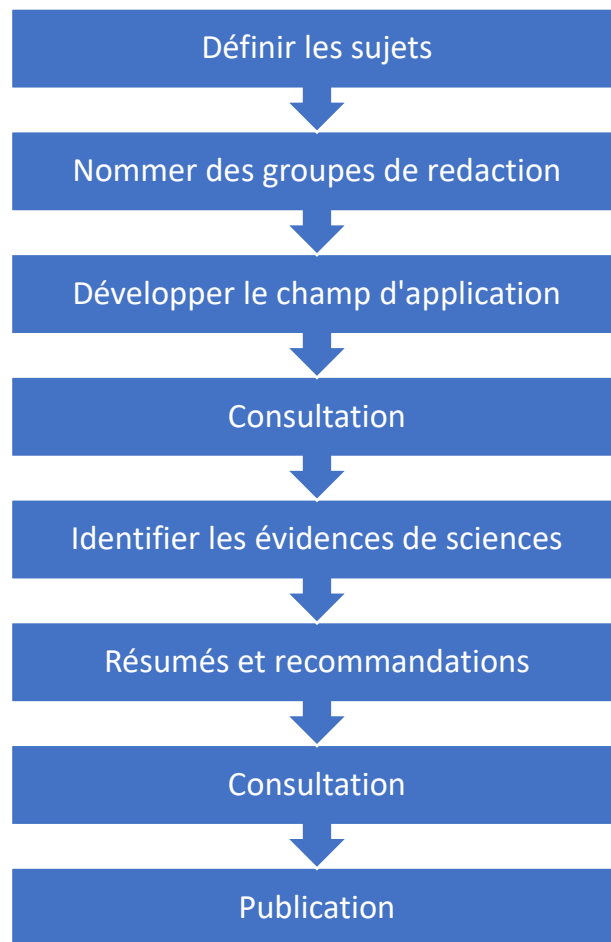 Définir les sujets
Nommer des groupes de redaction
Développer le champ d'application
Consultation
Identifier les évidences de sciences
Résumés et recommandations
Consultation
Publication